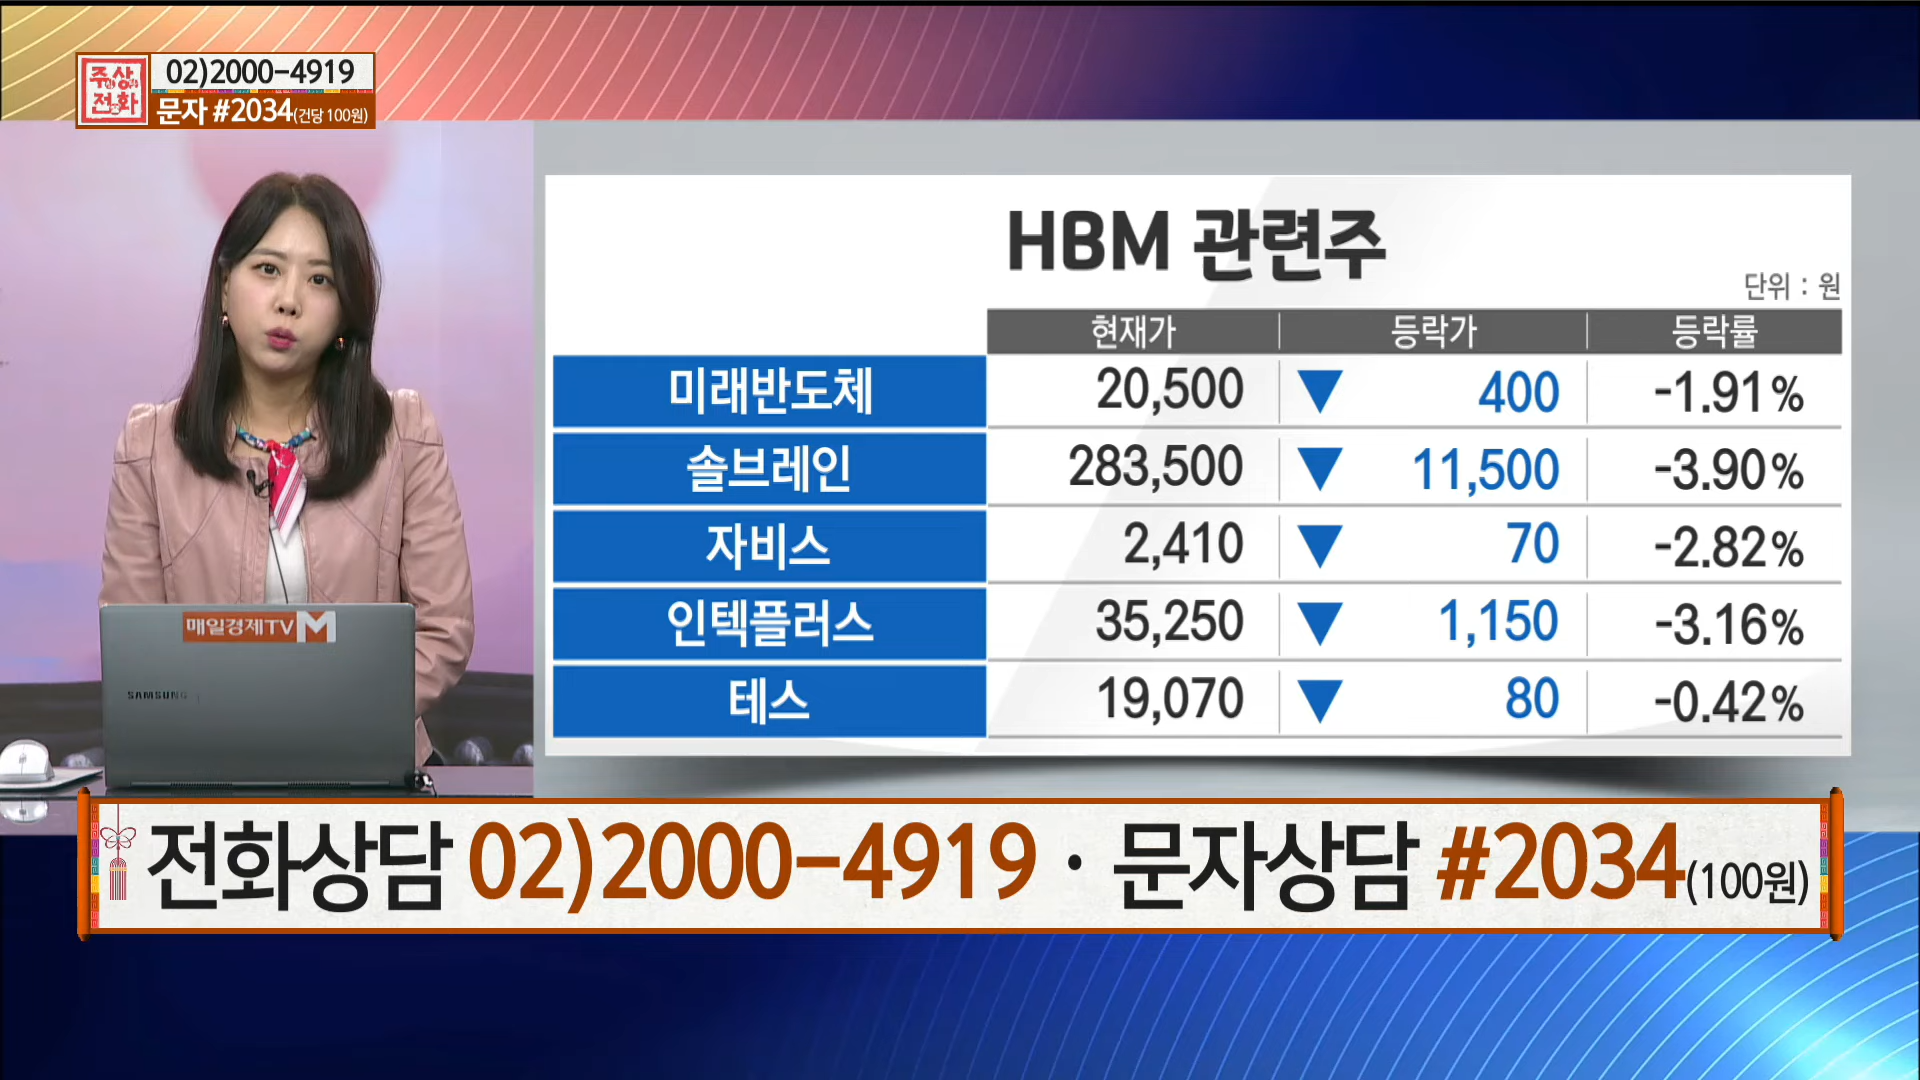 주상
전화
02)2000-4919
문자 #2034(건당 100원)
HBM 관련주
단위 : 원
현재가 등락가 등락률
미래반도체 20,500 ▼ 400 -1.91%
솔브레인 283,500 ▼ 11,500 -3.90%
자비스 2,410 ▼ 70 -2.82%
인텍플러스 35,250 ▼ 1,150 -3.16%
테스 19,070 ▼ 80 -0.42%
매일경제TV M
SAMSUNG
전화상담 02)2000-4919 · 문자상담 #2034(100원)